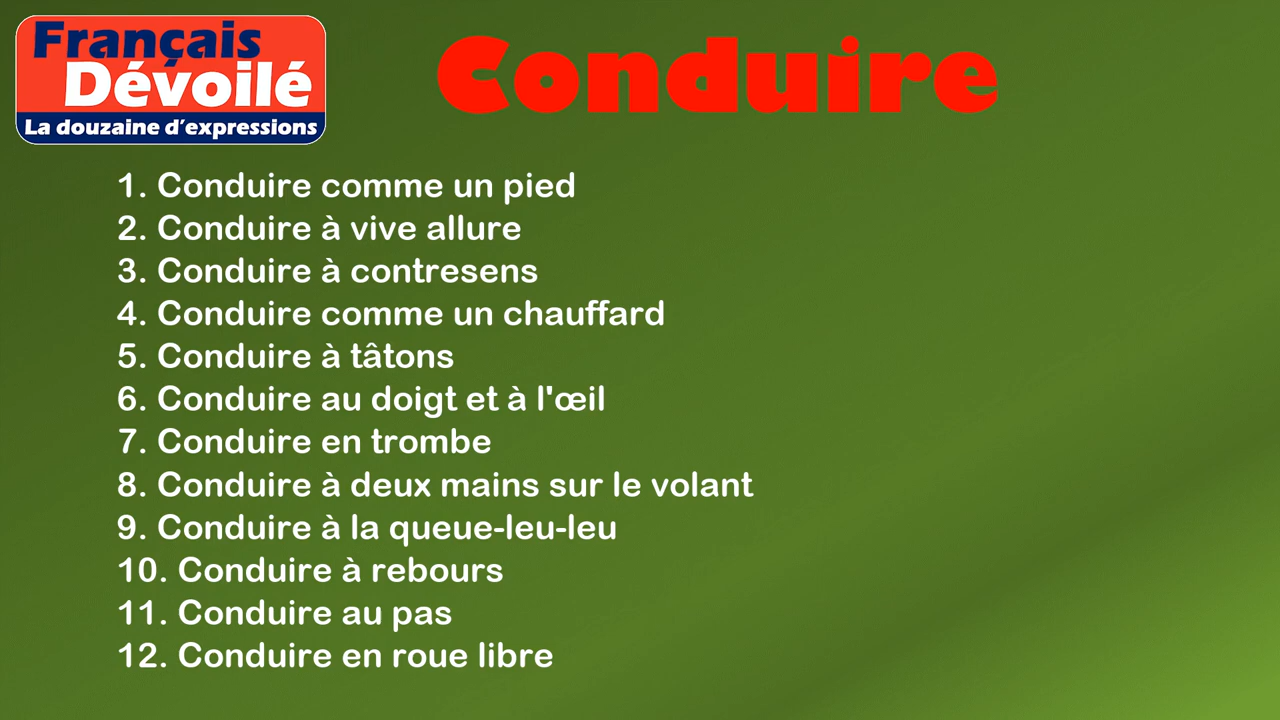 Français
Dévoilé
La douzaine d'expressions
Conduire
1. Conduire comme un pied
2. Conduire à vive allure
3. Conduire à contresens
4. Conduire comme un chauffard
5. Conduire à tâtons
6. Conduire au doigt et à l'œil
7. Conduire en trombe
8. Conduire à deux mains sur le volant
9. Conduire à la queue-leu-leu
10. Conduire à rebours
11. Conduire au pas
12. Conduire en roue libre